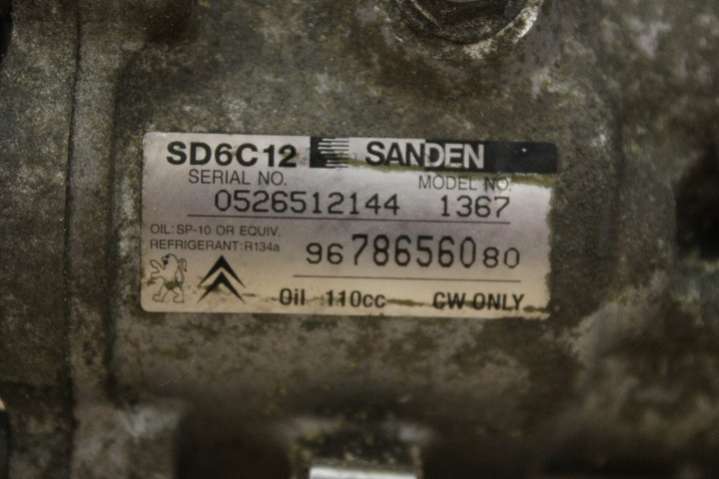 SD6C12 SANDEN
SERIAL NO. MODEL NO.
0526512144 1367
OIL: SP-10 OR EQUIV.
REFRIGERANT: R134a
9678656080
Oil 110cc CW ONLY